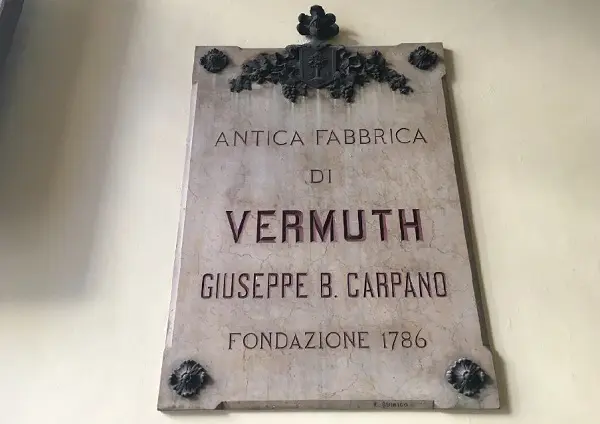 ANTICA FABBRICA
DI
VERMUTH
GIUSEPPE B. CARPANO
FONDAZIONE 1786